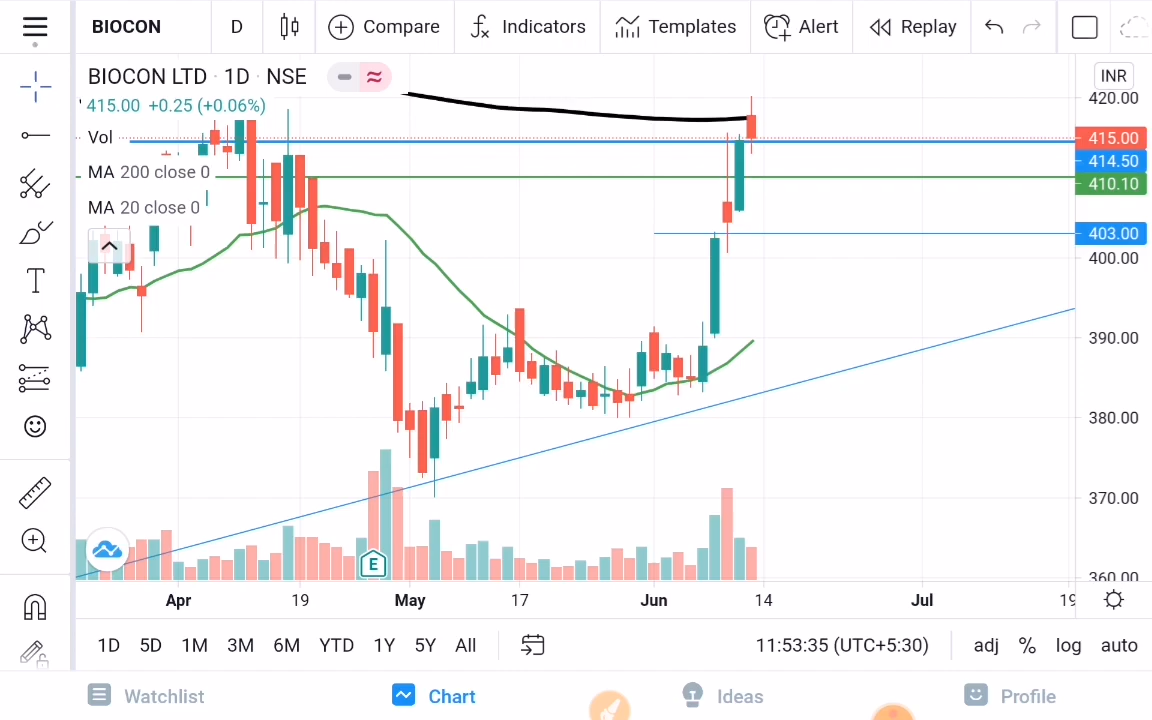 BIOCON D Compare Indicators Templates Alert Replay
BIOCON LTD · 1D · NSE
INR
415.00 +0.25 (+0.06%)
420.00
Vol
415.00
414.50
MA 200 close 0
410.10
MA 20 close 0
403.00
400.00
390.00
380.00
370.00
E
360.00
Apr 19 May 17 Jun 14 Jul 19
1D 5D 1M 3M 6M YTD 1Y 5Y All 11:53:35 (UTC+5:30) adj % log auto
Watchlist Chart Ideas Profile